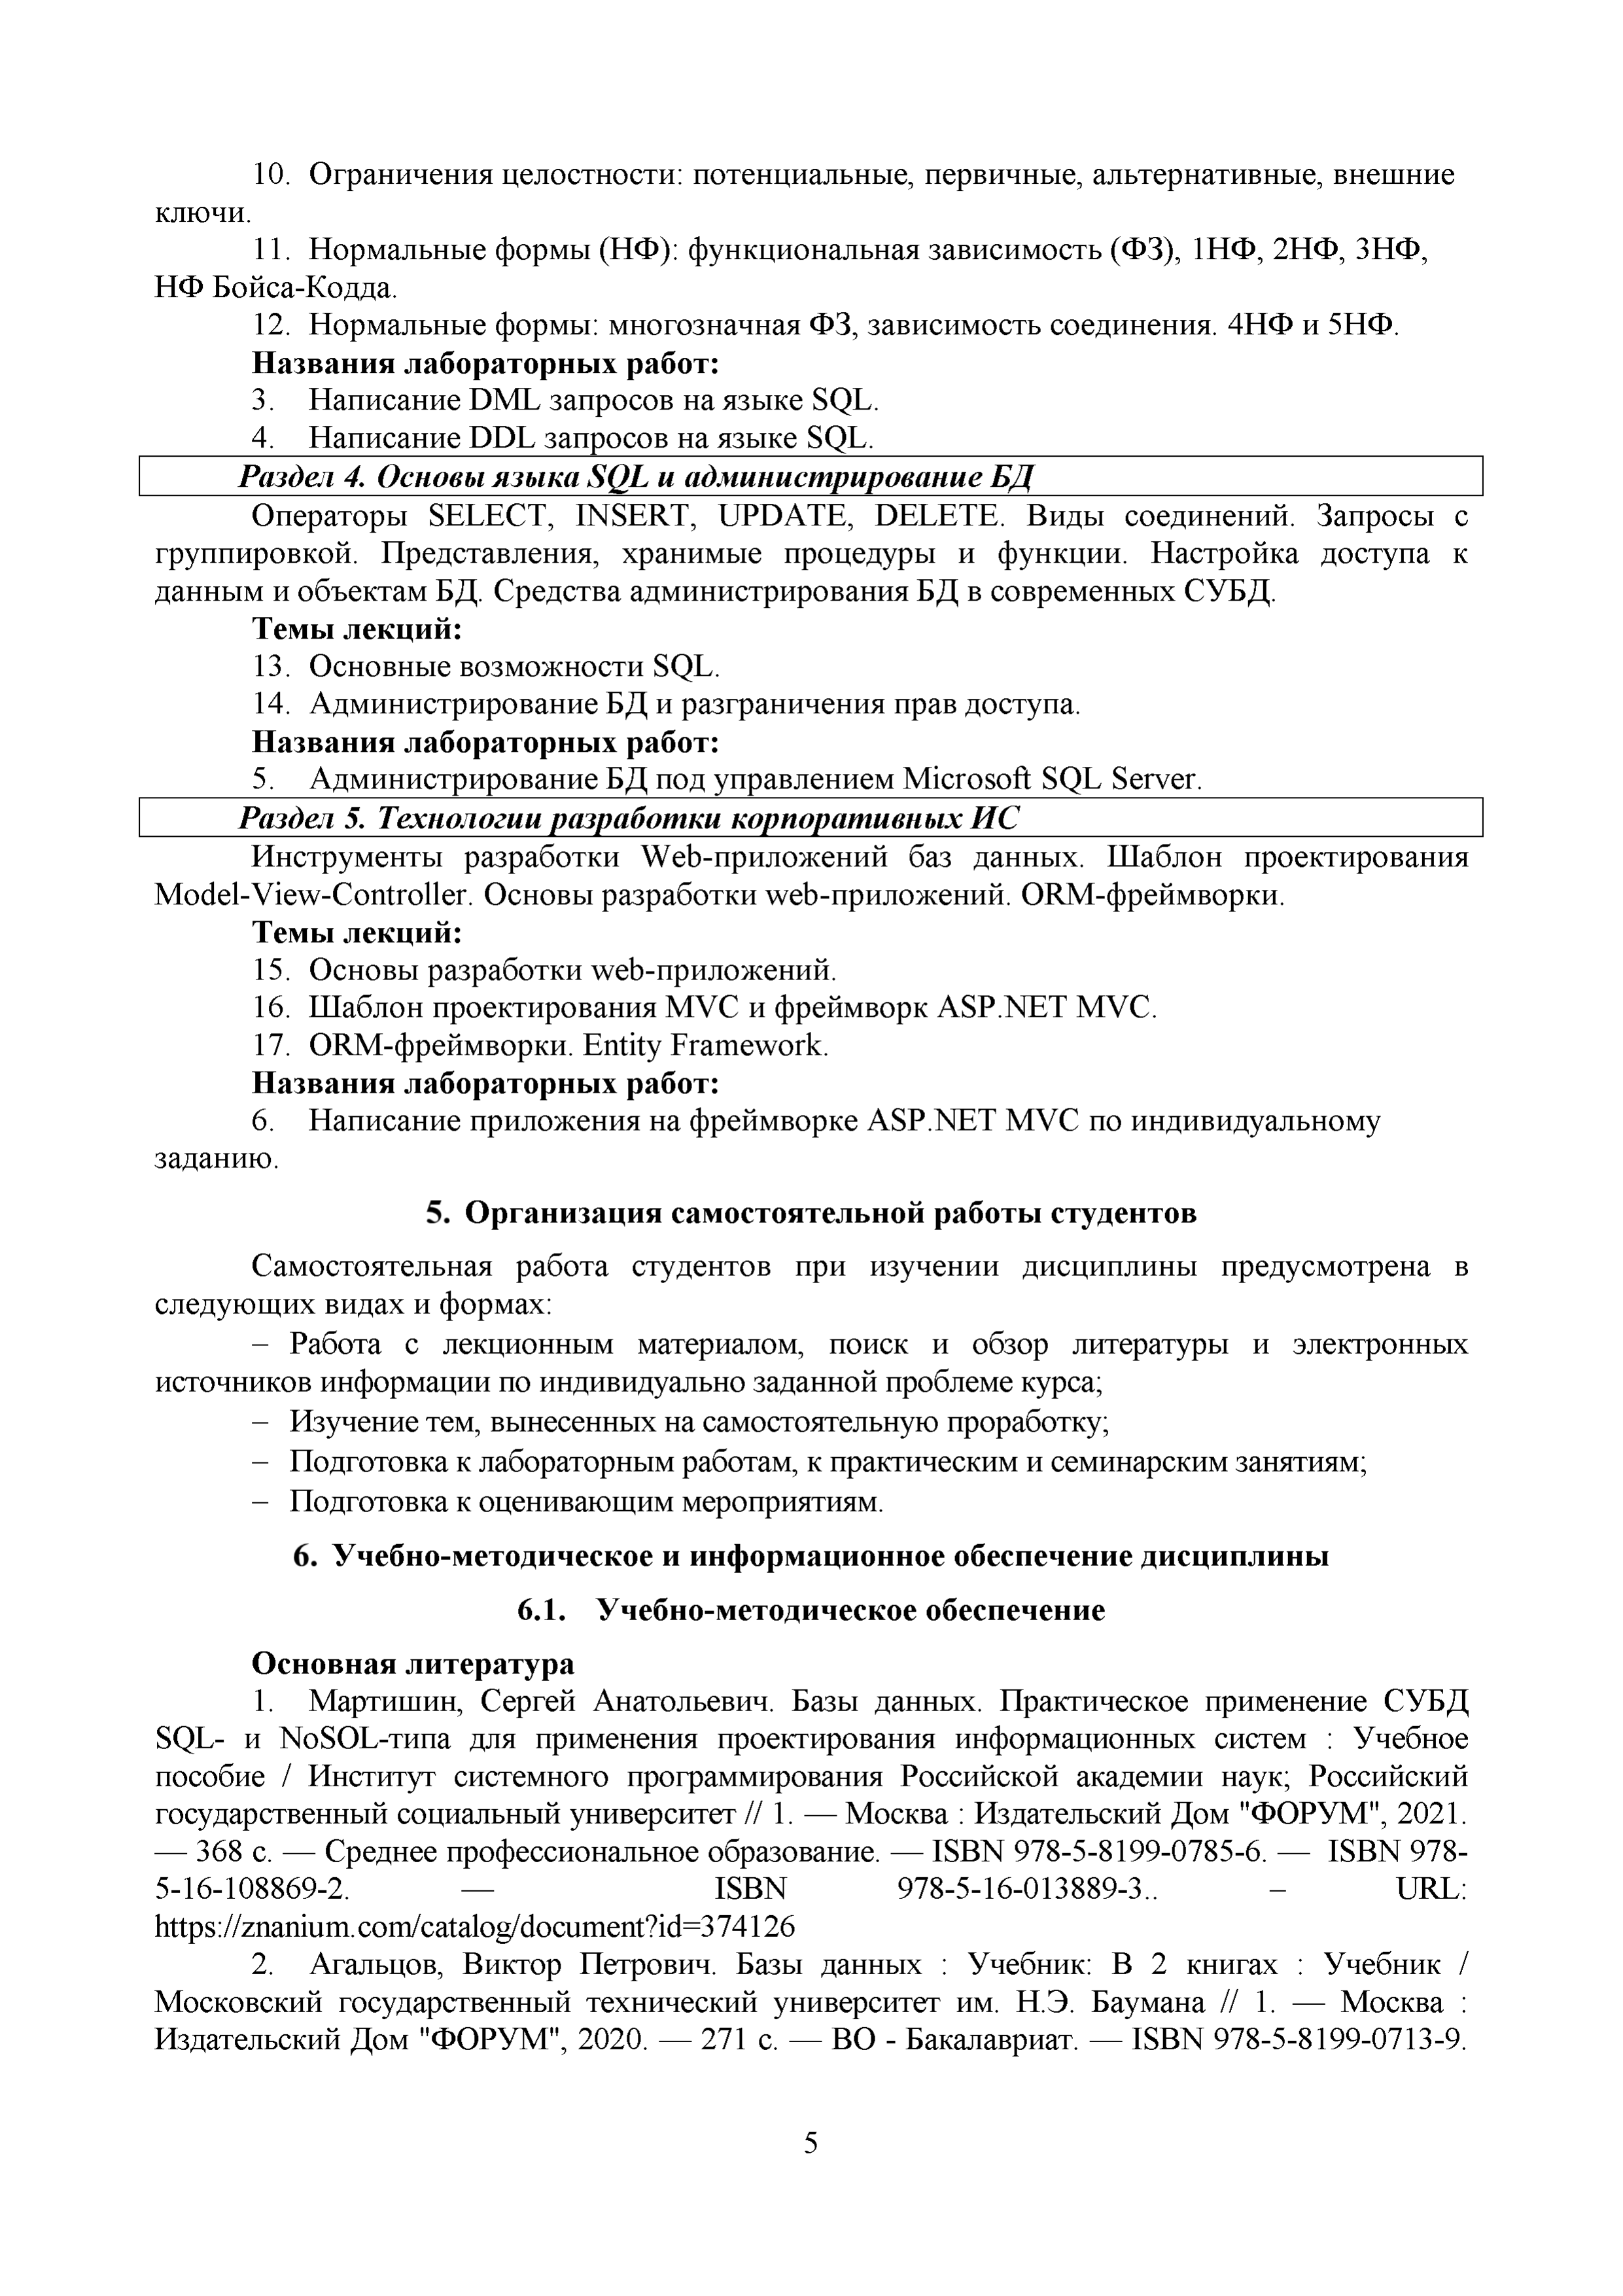 10. Ограничения целостности: потенциальные, первичные, альтернативные, внешние
ключи.
11. Нормальные формы (НФ): функциональная зависимость (ФЗ), 1НФ, 2НФ, 3НФ,
НФ Бойса-Кодда.
12. Нормальные формы: многозначная ФЗ, зависимость соединения. 4НФ и 5НФ.
Названия лабораторных работ:
3. Написание DML запросов на языке SQL.
4. Написание DDL запросов на языке SQL.
Раздел 4. Основы языка SQL и администрирование БД
Операторы SELECT, INSERT, UPDATE, DELETE. Виды соединений. Запросы с
группировкой. Представления, хранимые процедуры и функции. Настройка доступа к
данным и объектам БД. Средства администрирования БД в современных СУБД.
Темы лекций:
13. Основные возможности SQL.
14. Администрирование БД и разграничения прав доступа.
Названия лабораторных работ:
5. Администрирование БД под управлением Microsoft SQL Server.
Раздел 5. Технологии разработки корпоративных ИС
Инструменты разработки Web-приложений баз данных. Шаблон проектирования
Model-View-Controller. Основы разработки web-приложений. ORM-фреймворки.
Темы лекций:
15. Основы разработки web-приложений.
16. Шаблон проектирования MVC и фреймворк ASP.NET MVC.
17. ORM-фреймворки. Entity Framework.
Названия лабораторных работ:
6. Написание приложения на фреймворке ASP.NET MVC по индивидуальному
заданию.
5. Организация самостоятельной работы студентов
Самостоятельная работа студентов при изучении дисциплины предусмотрена в
следующих видах и формах:
– Работа с лекционным материалом, поиск и обзор литературы и электронных
источников информации по индивидуально заданной проблеме курса;
– Изучение тем, вынесенных на самостоятельную проработку;
– Подготовка к лабораторным работам, к практическим и семинарским занятиям;
– Подготовка к оценивающим мероприятиям.
6. Учебно-методическое и информационное обеспечение дисциплины
6.1. Учебно-методическое обеспечение
Основная литература
1. Мартишин, Сергей Анатольевич. Базы данных. Практическое применение СУБД
SQL- и NoSOL-типа для применения проектирования информационных систем : Учебное
пособие / Институт системного программирования Российской академии наук; Российский
государственный социальный университет // 1. — Москва : Издательский Дом "ФОРУМ", 2021.
— 368 с. — Среднее профессиональное образование. — ISBN 978-5-8199-0785-6. — ISBN 978-
5-16-108869-2. — ISBN 978-5-16-013889-3.. – URL:
https://znanium.com/catalog/document?id=374126
2. Агальцов, Виктор Петрович. Базы данных : Учебник: В 2 книгах : Учебник /
Московский государственный технический университет им. Н.Э. Баумана // 1. — Москва :
Издательский Дом "ФОРУМ", 2020. — 271 с. — ВО - Бакалавриат. — ISBN 978-5-8199-0713-9.
5